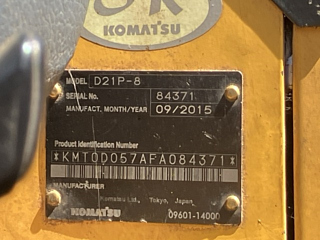 OK
KOMATSU
MODEL D21P-8
SERIAL No. 84371
MANUFACT, MONTH/YEAR 09/2015
Product Identification Number
*KMT0D057AFA084371*
MANUFACTURER
Komatsu Ltd. Tokyo, Japan
KOMATSU 09601-14000